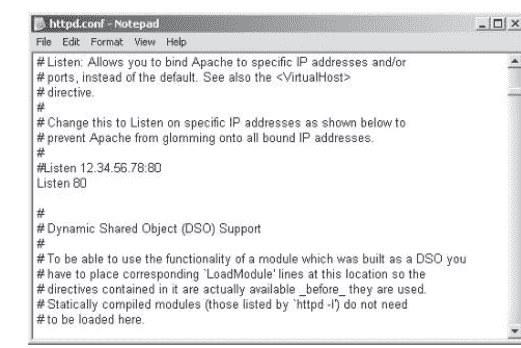 httpd.conf - Notepad
File Edit Format View Help
# Listen: Allows you to bind Apache to specific IP addresses and/or
# ports, instead of the default. See also the <VirtualHost>
# directive.
#
# Change this to Listen on specific IP addresses as shown below to
# prevent Apache from glomming onto all bound IP addresses.
#
#Listen 12.34.56.78:80
Listen 80
#
# Dynamic Shared Object (DSO) Support
#
# To be able to use the functionality of a module which was built as a DSO you
# have to place corresponding `LoadModule' lines at this location so the
# directives contained in it are actually available _before_ they are used.
# Statically compiled modules (those listed by `httpd -l') do not need
# to be loaded here.